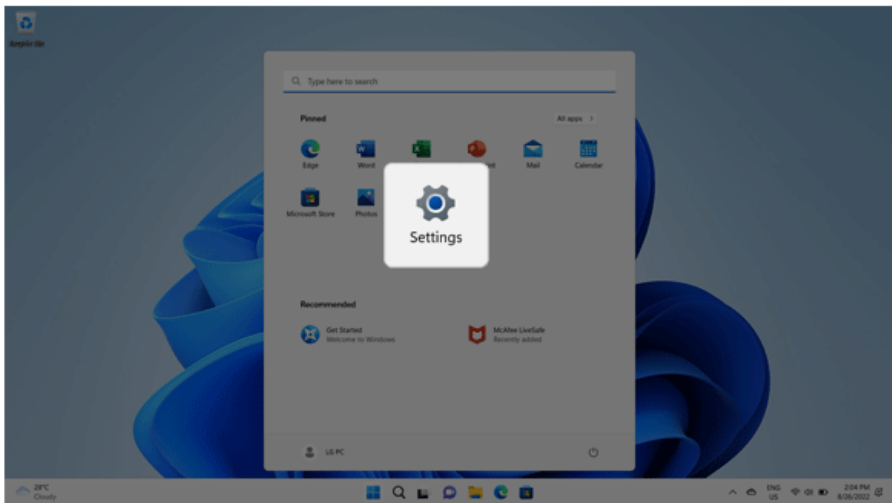 Recycle Bin
Type here to search
Pinned
All apps >
Edge
Word
Mail
Calendar
Microsoft Store
Photos
Settings
Recommended
Get Started
Welcome to Windows
McAfee LiveSafe
Recently added
LG PC
28°C
Cloudy
ENG
US
2:04 PM
8/26/2022